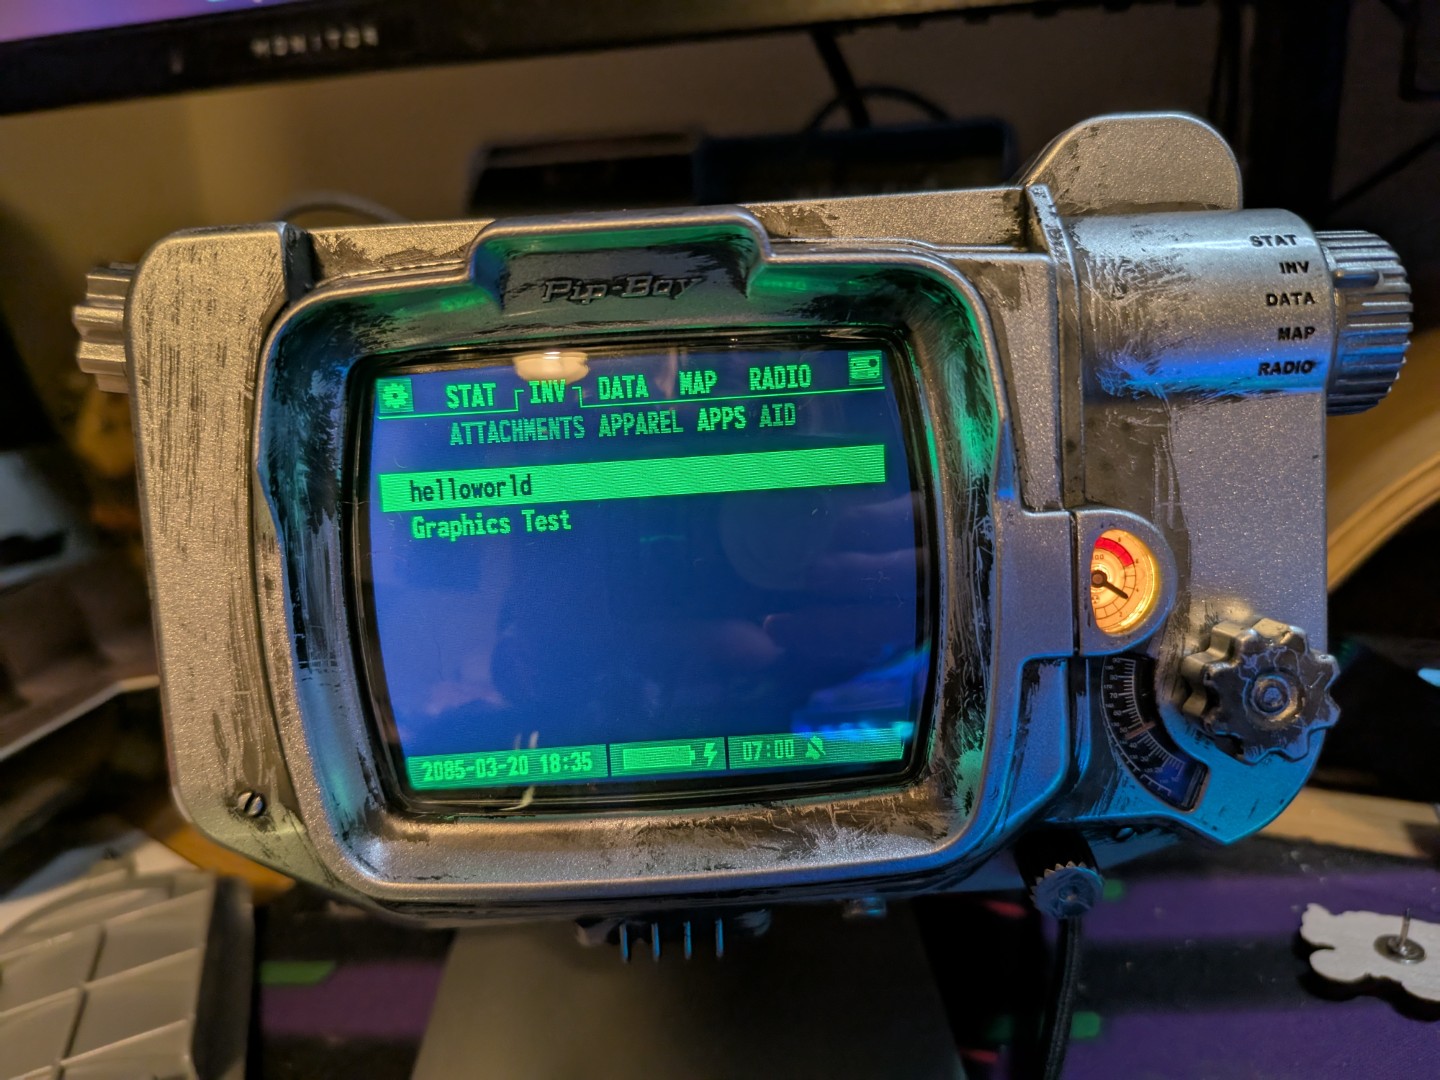 MONITOR
Pip-Boy
STAT
INV
DATA
MAP
RADIO
STAT INV DATA MAP RADIO
ATTACHMENTS APPAREL APPS AID
helloworld
Graphics Test
2085-03-20 18:35
07:00